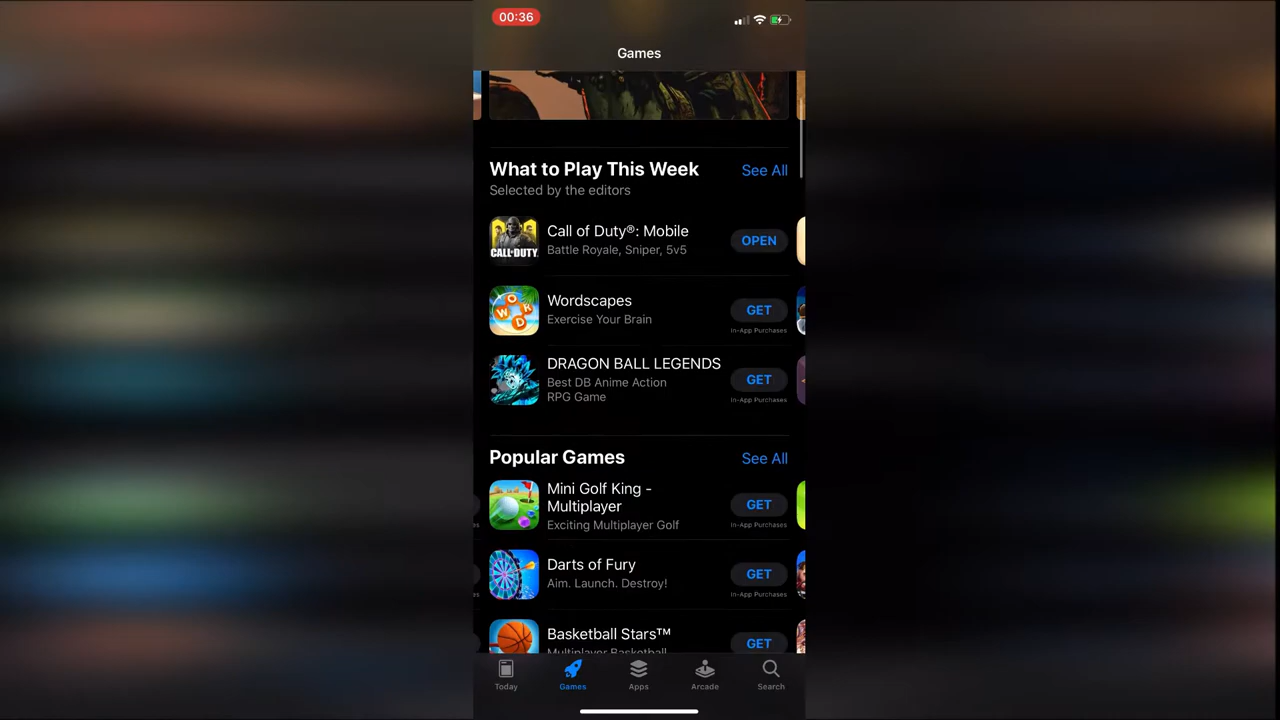 00:36
Games
What to Play This Week
See All
Selected by the editors
Call of Duty®: Mobile
Battle Royale, Sniper, 5v5
OPEN
CALL·DUTY
Wordscapes
Exercise Your Brain
GET
In-App Purchases
W O R D
DRAGON BALL LEGENDS
Best DB Anime Action
RPG Game
GET
In-App Purchases
Popular Games
See All
Mini Golf King -
Multiplayer
Exciting Multiplayer Golf
GET
In-App Purchases
Darts of Fury
Aim. Launch. Destroy!
GET
In-App Purchases
Basketball Stars™
Multiplayer Basketball
GET
Today
Games
Apps
Arcade
Search